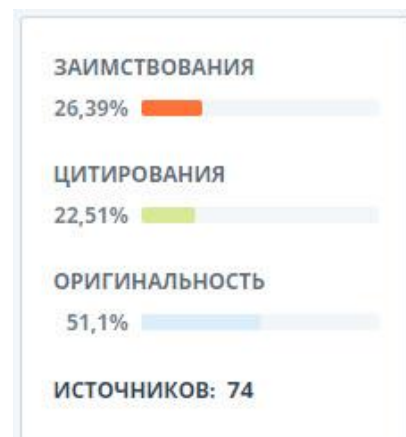 ЗАИМСТВОВАНИЯ
26,39%
ЦИТИРОВАНИЯ
22,51%
ОРИГИНАЛЬНОСТЬ
51,1%
ИСТОЧНИКОВ: 74